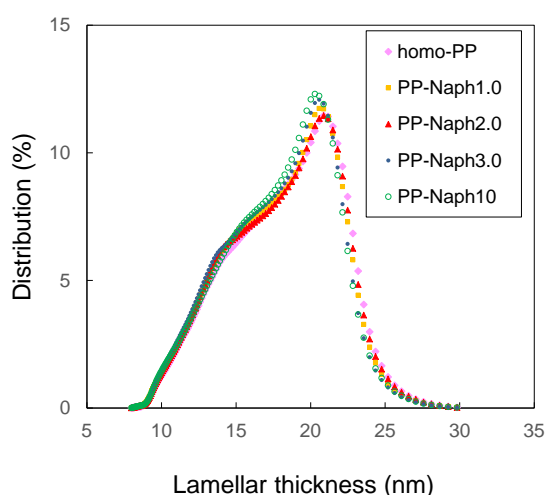 15
10
5
0
Distribution (%)
homo-PP
PP-Naph1.0
PP-Naph2.0
PP-Naph3.0
PP-Naph10
5 10 15 20 25 30 35
Lamellar thickness (nm)